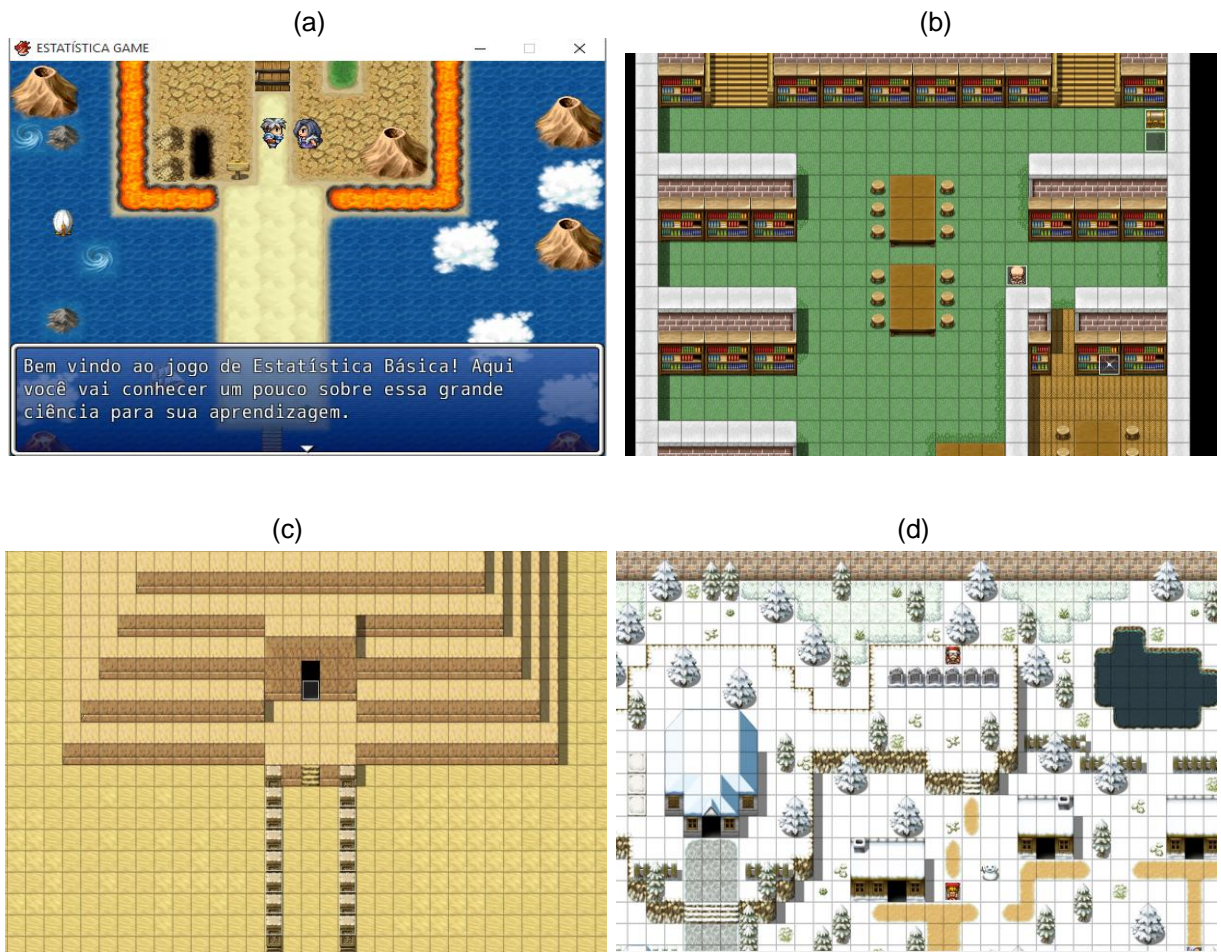 (a)
(b)
ESTATÍSTICA GAME
Bem vindo ao jogo de Estatística Básica! Aqui
você vai conhecer um pouco sobre essa grande
ciência para sua aprendizagem.
(c)
(d)